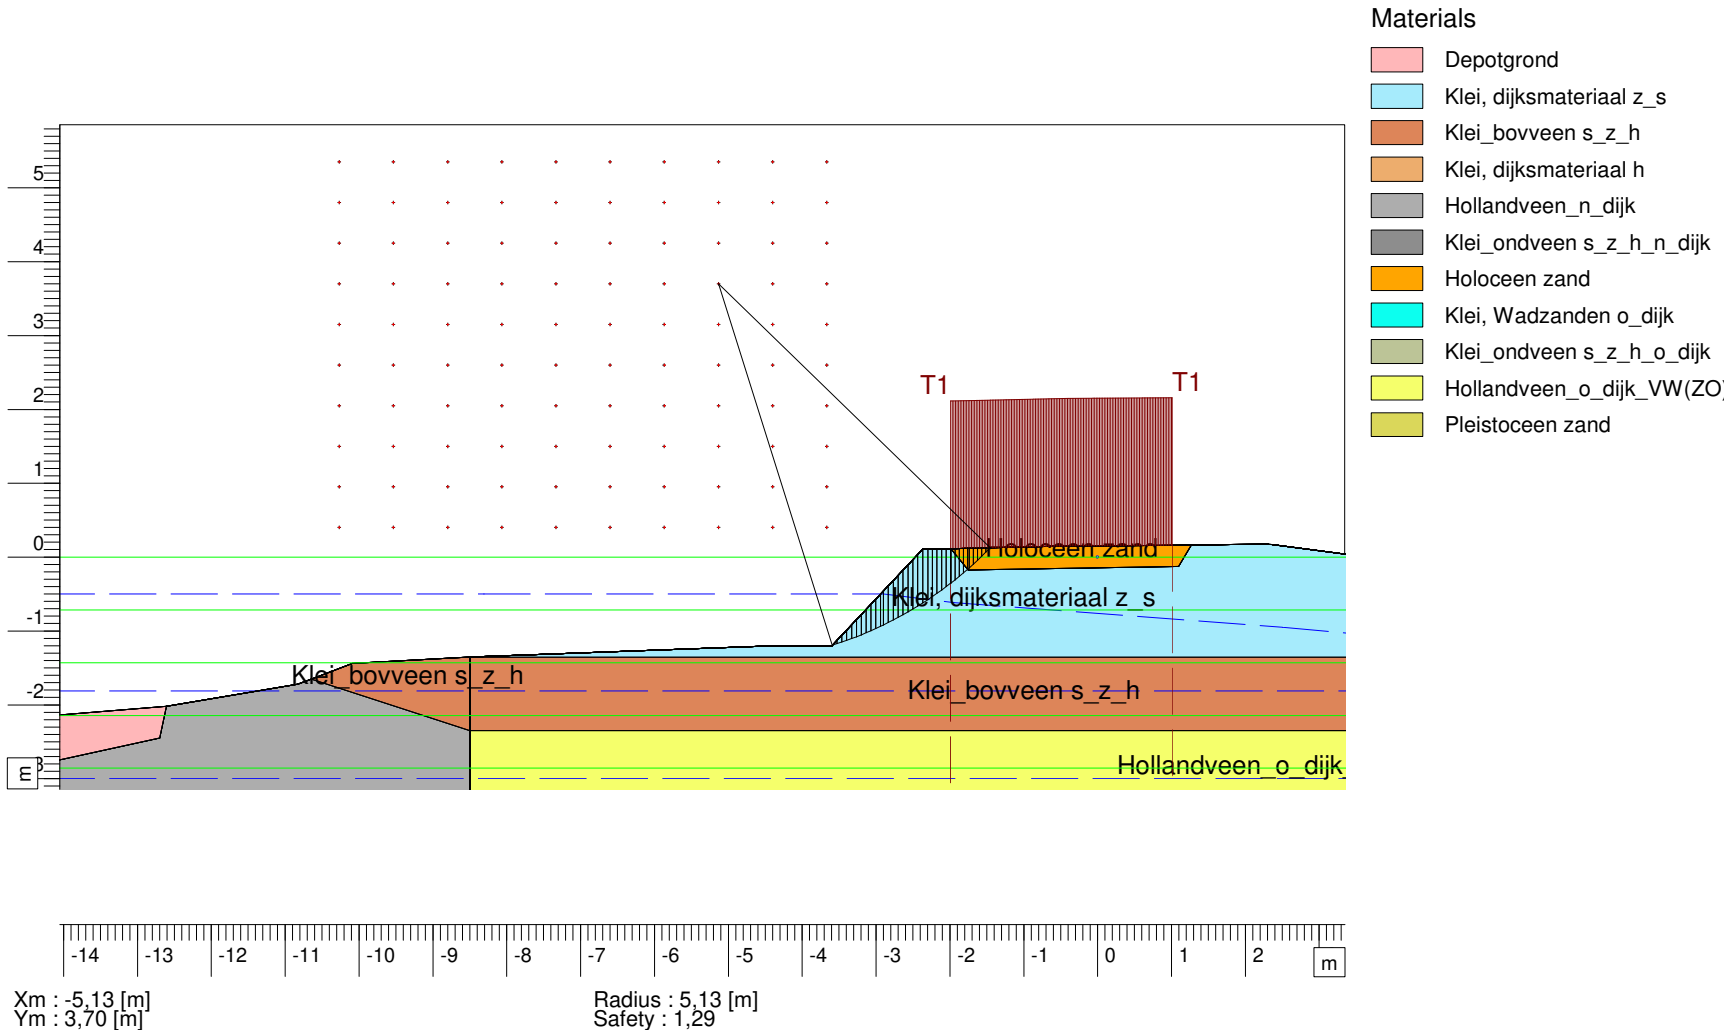 Materials
Depotgrond
Klei, dijksmateriaal z_s
Klei_bovveen s_z_h
Klei, dijksmateriaal h
Hollandveen_n_dijk
Klei_ondveen s_z_h_n_dijk
Holoceen zand
Klei, Wadzanden o_dijk
Klei_ondveen s_z_h_o_dijk
Hollandveen_o_dijk_VW(ZO)
Pleistoceen zand
5
4
3
2
1
0
-1
-2
m
T1
T1
Holoceen zand
Klei, dijksmateriaal z_s
Klei_bovveen s_z_h
Klei_bovveen s_z_h
Hollandveen_o_dijk
-14 -13 -12 -11 -10 -9 -8 -7 -6 -5 -4 -3 -2 -1 0 1 2 m
Xm : -5,13 [m] Radius : 5,13 [m]
Ym : 3,70 [m] Safety : 1,29